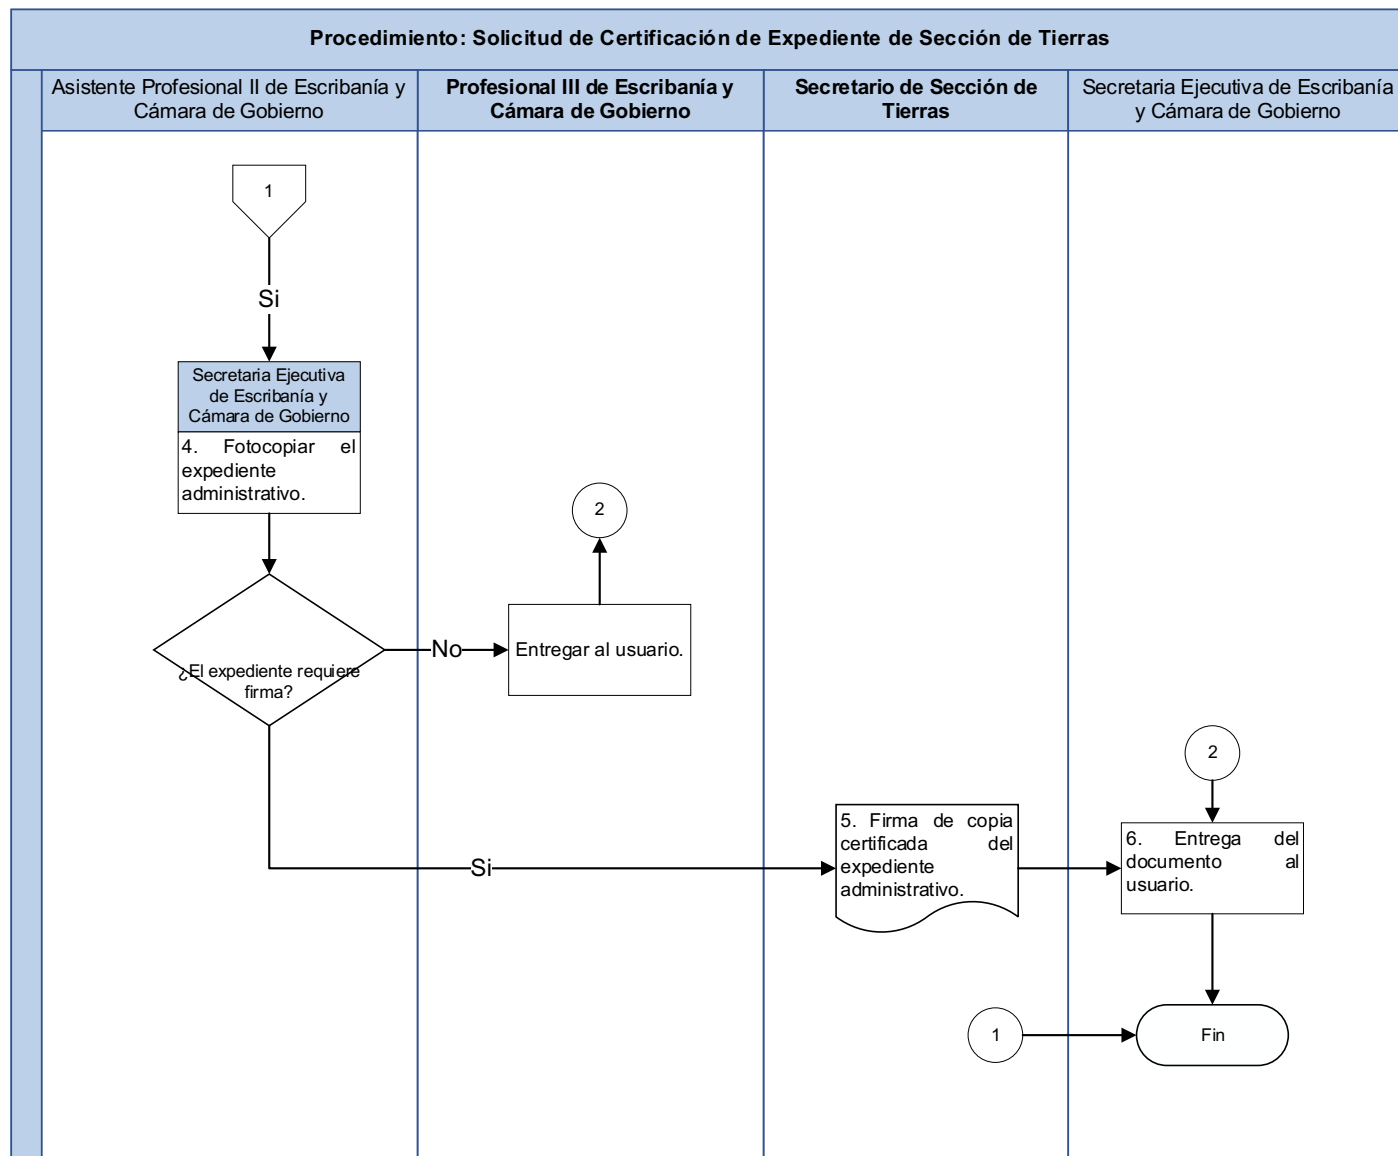 Procedimiento: Solicitud de Certificación de Expediente de Sección de Tierras
Asistente Profesional II de Escribanía y
Cámara de Gobierno
Profesional III de Escribanía y
Cámara de Gobierno
Secretario de Sección de
Tierras
Secretaria Ejecutiva de Escribanía
y Cámara de Gobierno
1
Si
Secretaria Ejecutiva
de Escribanía y
Cámara de Gobierno
4. Fotocopiar el
expediente
administrativo.
2
¿El expediente requiere
firma?
No
Entregar al usuario.
2
Si
5. Firma de copia
certificada del
expediente
administrativo.
6. Entrega del
documento al
usuario.
1
Fin